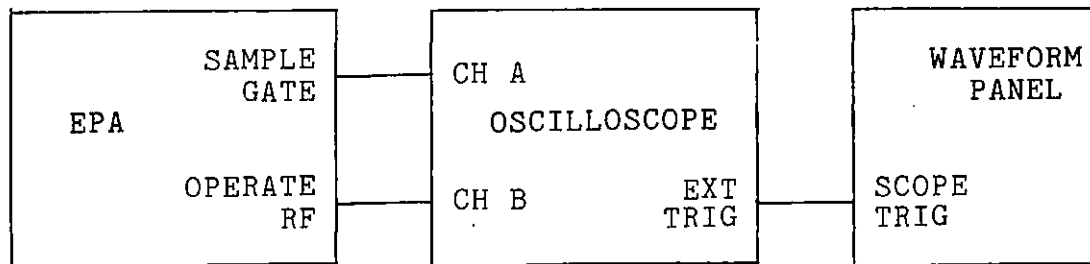 SAMPLE
GATE
EPA
OPERATE
RF
CH A
OSCILLOSCOPE
CH B
EXT
TRIG
WAVEFORM
PANEL
SCOPE
TRIG